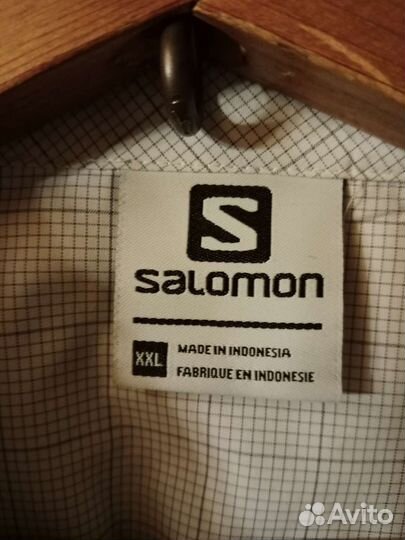 S
SALOMON
XXL
MADE IN INDONESIA
FABRIQUE EN INDONESIE
Avito